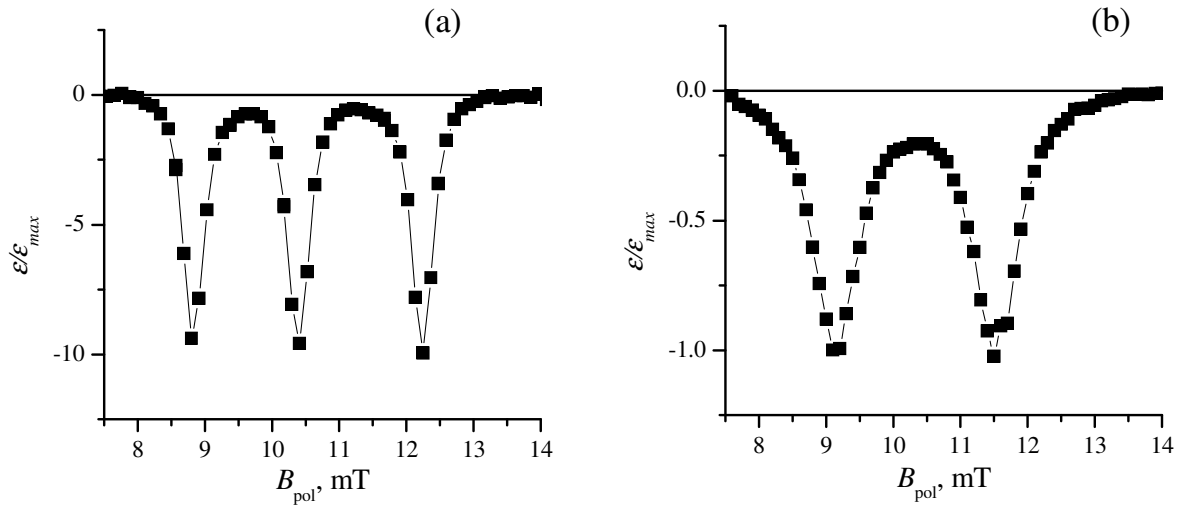 (a)
0
-5
-10
ε/ε_max
8 9 10 11 12 13 14
B_pol, mT
(b)
0.0
-0.5
-1.0
ε/ε_max
8 9 10 11 12 13 14
B_pol, mT